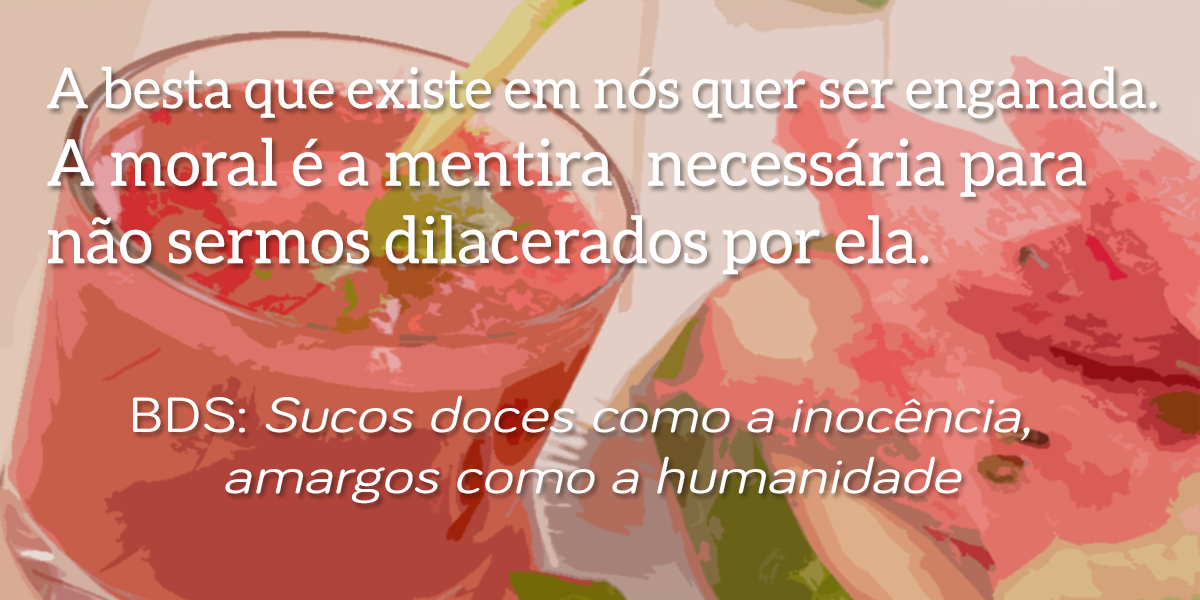 A besta que existe em nós quer ser enganada.
A moral é a mentira necessária para
não sermos dilacerados por ela.
BDS: Sucos doces como a inocência,
amargos como a humanidade